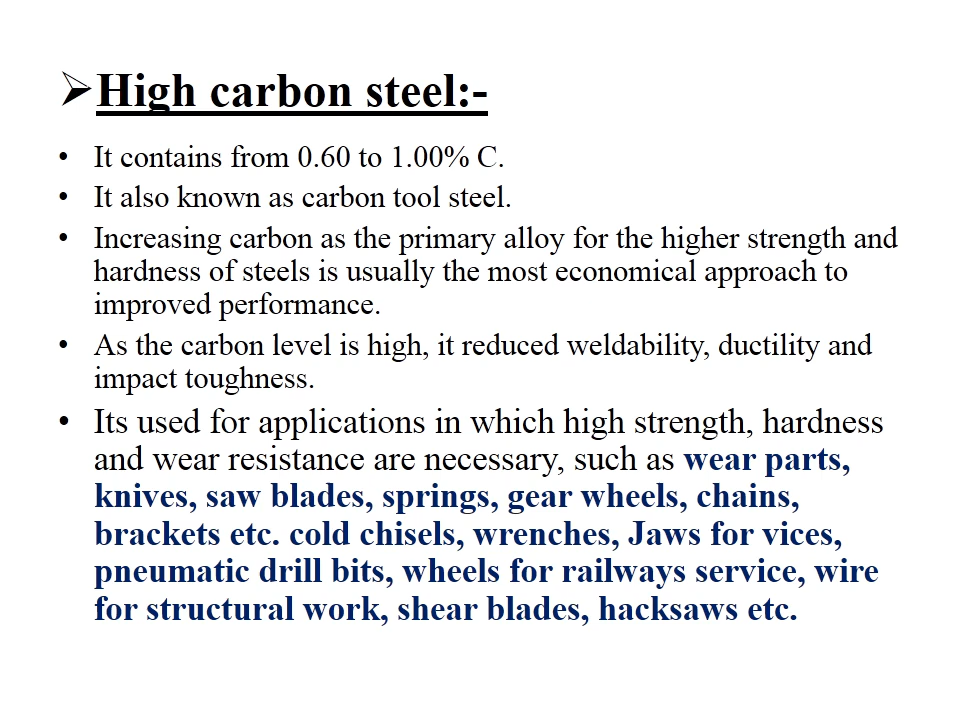 ➢High carbon steel:-
• It contains from 0.60 to 1.00% C.
• It also known as carbon tool steel.
• Increasing carbon as the primary alloy for the higher strength and
hardness of steels is usually the most economical approach to
improved performance.
• As the carbon level is high, it reduced weldability, ductility and
impact toughness.
• Its used for applications in which high strength, hardness
and wear resistance are necessary, such as wear parts,
knives, saw blades, springs, gear wheels, chains,
brackets etc. cold chisels, wrenches, Jaws for vices,
pneumatic drill bits, wheels for railways service, wire
for structural work, shear blades, hacksaws etc.